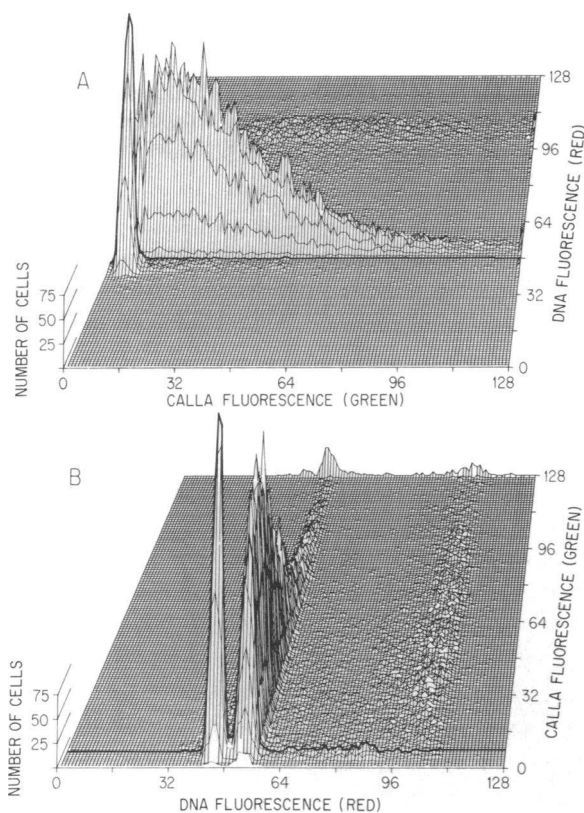 A
128
96
64
32
0
DNA FLUORESCENCE (RED)
NUMBER OF CELLS
75
50
25
0 32 64 96 128
CALLA FLUORESCENCE (GREEN)
B
128
96
64
32
0
CALLA FLUORESCENCE (GREEN)
NUMBER OF CELLS
75
50
25
0 32 64 96 128
DNA FLUORESCENCE (RED)